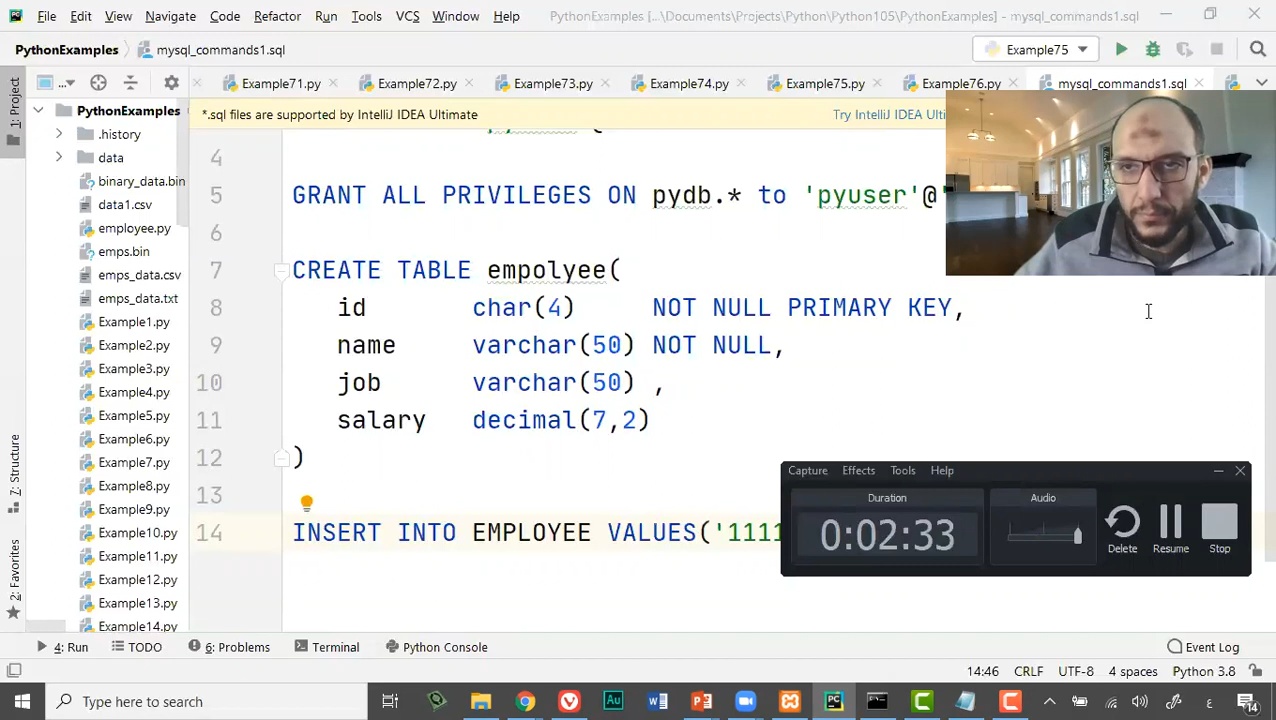 File Edit View Navigate Code Refactor Run Tools VCS Window Help PythonExamples [...\Documents\Projects\Python\Python105\PythonExamples] - mysql_commands1.sql
PythonExamples mysql_commands1.sql Example75
1: Project
Example71.py Example72.py Example73.py Example74.py Example75.py Example76.py mysql_commands1.sql
*.sql files are supported by IntelliJ IDEA Ultimate Try IntelliJ IDEA Ulti
PythonExamples
.history
data
binary_data.bin
data1.csv
employee.py
emps.bin
emps_data.csv
emps_data.txt
Example1.py
Example2.py
Example3.py
Example4.py
Example5.py
Example6.py
Example7.py
Example8.py
Example9.py
Example10.py
Example11.py
Example12.py
Example13.py
Example14.py
7: Structure
2: Favorites
4
5 GRANT ALL PRIVILEGES ON pydb.* to 'pyuser'@'
6
7 CREATE TABLE empolyee(
8 id char(4) NOT NULL PRIMARY KEY,
9 name varchar(50) NOT NULL,
10 job varchar(50) ,
11 salary decimal(7,2)
12 )
13
14 INSERT INTO EMPLOYEE VALUES('1111
Capture Effects Tools Help
Duration Audio
0:02:33
Delete Resume Stop
4: Run TODO 6: Problems Terminal Python Console Event Log
14:46 CRLF UTF-8 4 spaces Python 3.8
Type here to search
Au
PC
ع
14